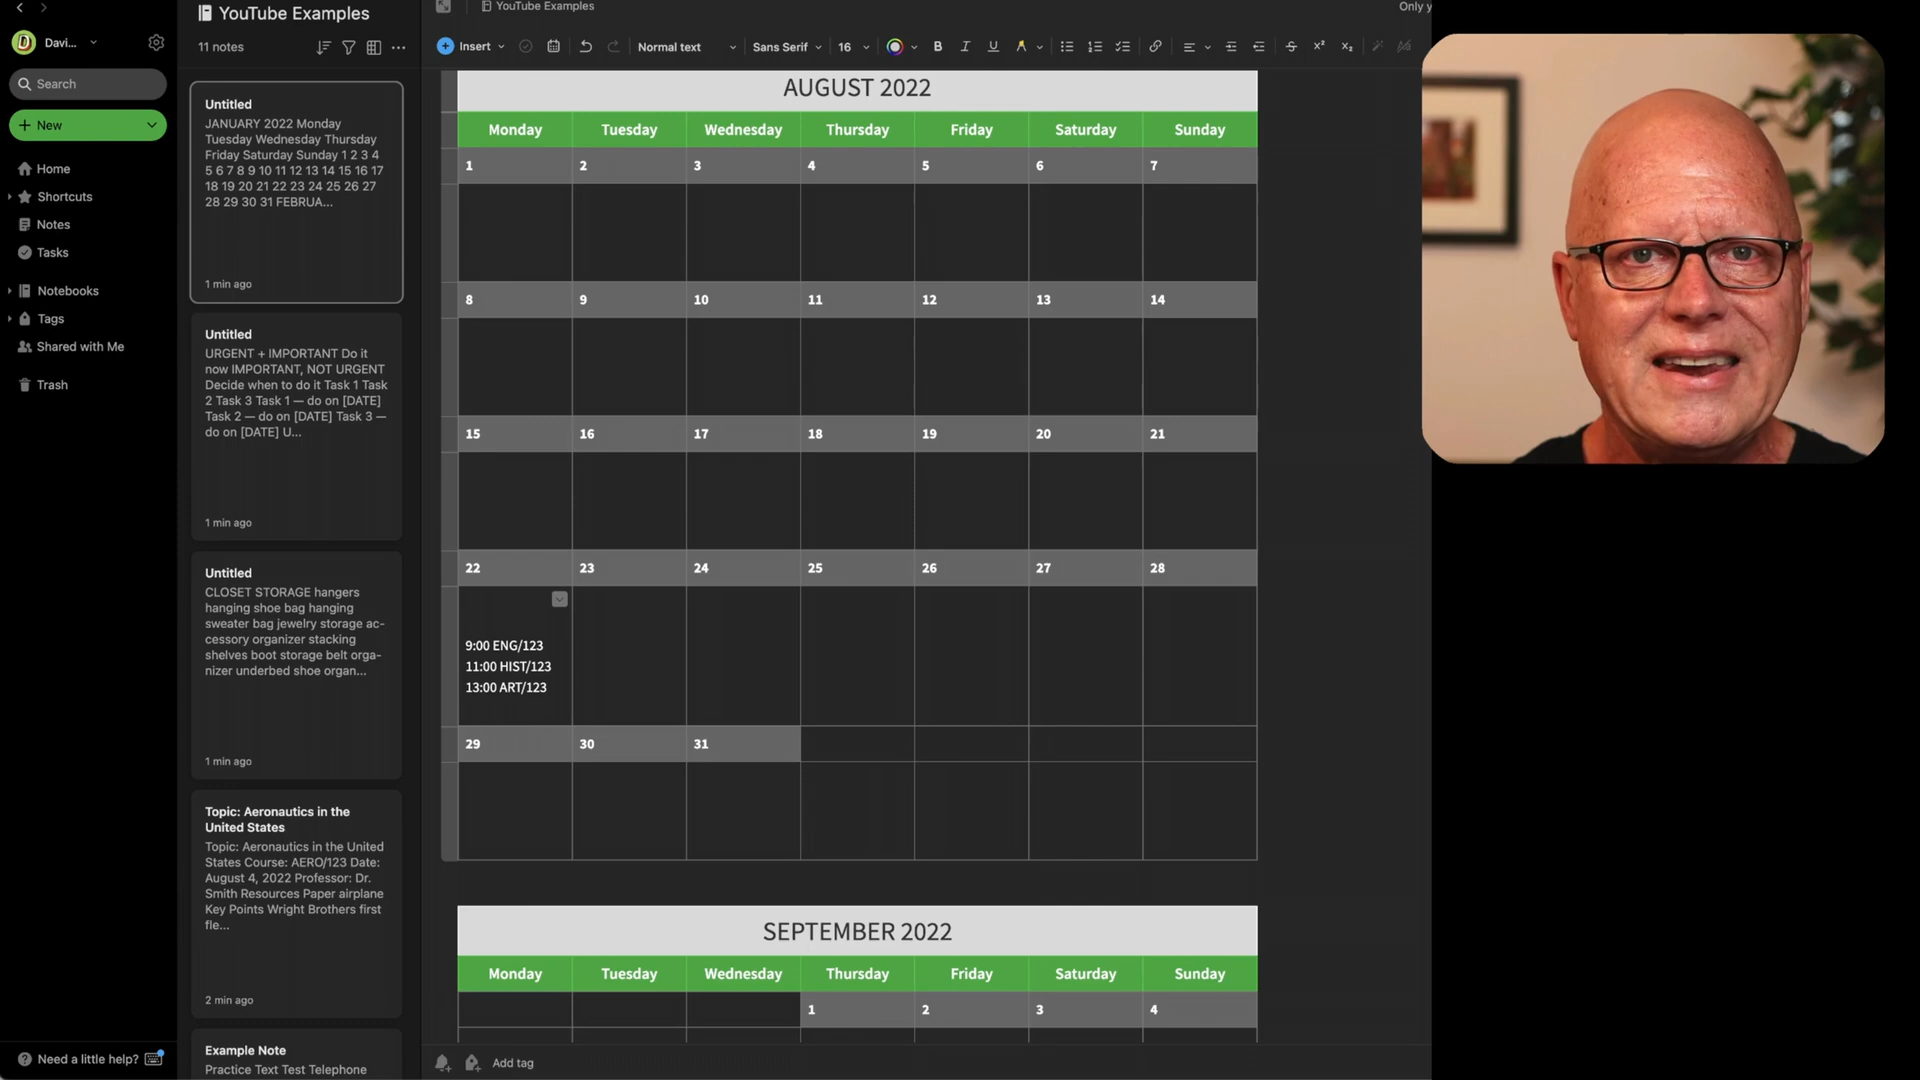 Davi...
Search
New
Home
Shortcuts
Notes
Tasks
Notebooks
Tags
Shared with Me
Trash
Need a little help?
YouTube Examples
11 notes
Untitled
JANUARY 2022 Monday
Tuesday Wednesday Thursday
Friday Saturday Sunday 1 2 3 4
5 6 7 8 9 10 11 12 13 14 15 16 17
18 19 20 21 22 23 24 25 26 27
28 29 30 31 FEBRUA...
1 min ago
Untitled
URGENT + IMPORTANT Do it
now IMPORTANT, NOT URGENT
Decide when to do it Task 1 Task
2 Task 3 Task 1 — do on [DATE]
Task 2 — do on [DATE] Task 3 —
do on [DATE] U...
1 min ago
Untitled
CLOSET STORAGE hangers
hanging shoe bag hanging
sweater bag jewelry storage ac-
cessory organizer stacking
shelves boot storage belt orga-
nizer underbed shoe organ...
1 min ago
Topic: Aeronautics in the
United States
Topic: Aeronautics in the United
States Course: AERO/123 Date:
August 4, 2022 Professor: Dr.
Smith Resources Paper airplane
Key Points Wright Brothers first
fle...
2 min ago
Example Note
Practice Text Test Telephone
YouTube Examples
Only y
Insert
Normal text
Sans Serif
16
AUGUST 2022
Monday Tuesday Wednesday Thursday Friday Saturday Sunday
1 2 3 4 5 6 7
8 9 10 11 12 13 14
15 16 17 18 19 20 21
22 23 24 25 26 27 28
9:00 ENG/123
11:00 HIST/123
13:00 ART/123
29 30 31
SEPTEMBER 2022
Monday Tuesday Wednesday Thursday Friday Saturday Sunday
1 2 3 4
Add tag